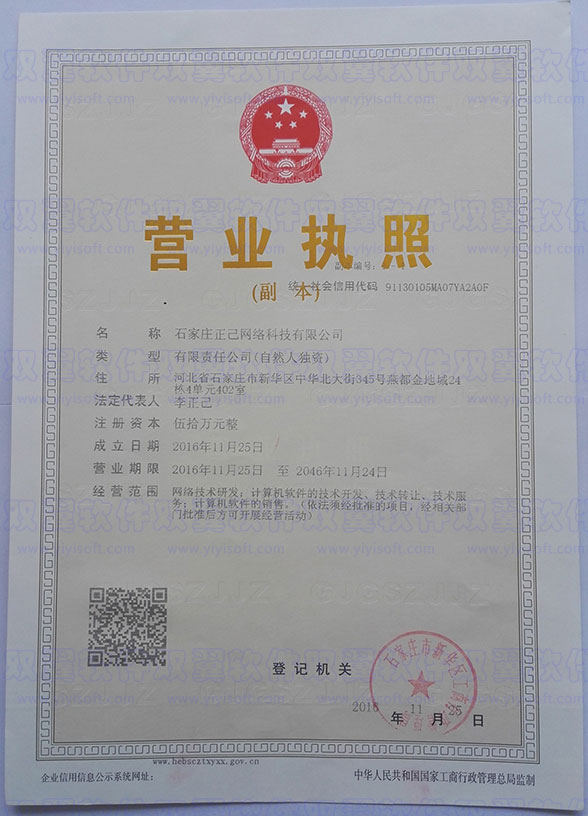 双翼软件
www.yiyisoft.com
营业执照
(副 本)
副本编号:
统一社会信用代码 91130105MA07YA2A0F
名 称 石家庄正己网络科技有限公司
类 型 有限责任公司(自然人独资)
住 所 河北省石家庄市新华区中华北大街345号燕都金地城24
栋4单元402室
法定代表人 李正己
注册资本 伍拾万元整
成立日期 2016年11月25日
营业期限 2016年11月25日 至 2046年11月24日
经营范围 网络技术研发;计算机软件的技术开发、技术转让、技术服
务;计算机软件的销售。(依法须经批准的项目,经相关部
门批准后方可开展经营活动)
登记机关
石家庄市新华区工商
2016 年 11 月 25 日
www.hebscztxyxx.gov.cn
企业信用信息公示系统网址:
中华人民共和国国家工商行政管理总局监制